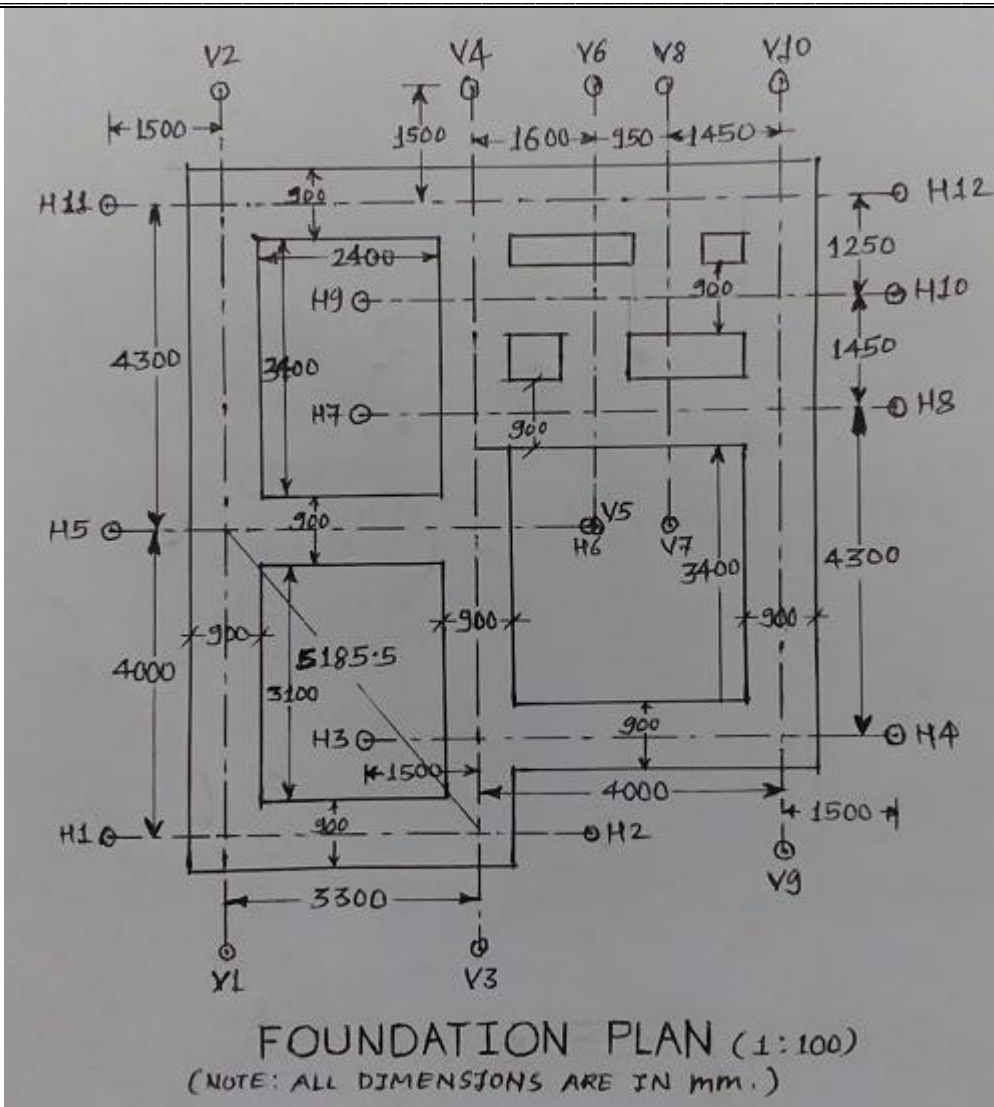 V2 V4 V6 V8 V10
1500 1500 1600 950 1450
H11 900 H12
2400 1250
H9 900 H10
4300 3400 1450
H7 H8
900
H5 900 V5 V7
H6
3400 4300
900 900 900
4000 5185.5
3100
H3 900 H4
1500
4000
H1 900 H2 1500
V9
3300
V1 V3
FOUNDATION PLAN (1:100)
(NOTE: ALL DIMENSIONS ARE IN mm.)